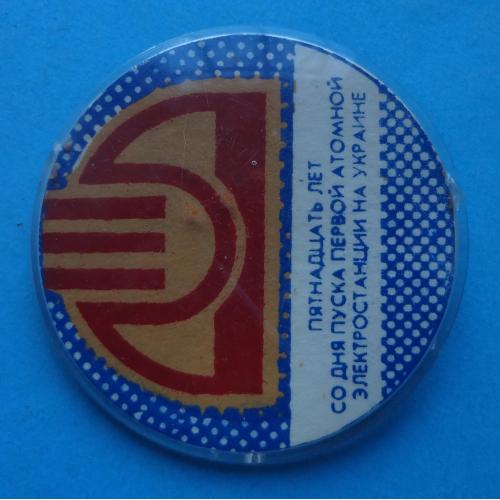 ПЯТНАДЦАТЬ ЛЕТ
СО ДНЯ ПУСКА ПЕРВОЙ АТОМНОЙ
ЭЛЕКТРОСТАНЦИИ НА УКРАИНЕ